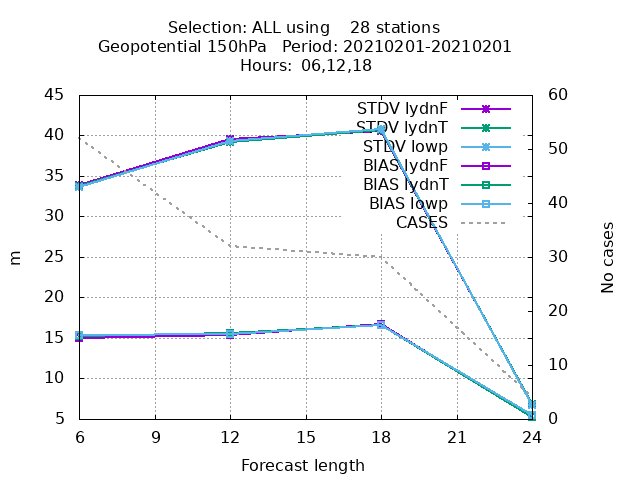 Selection: ALL using    28 stations
Geopotential 150hPa   Period: 20210201-20210201
Hours:  06,12,18
STDV lydnF
STDV lydnT
STDV lowp
BIAS lydnF
BIAS lydnT
BIAS lowp
CASES
45
40
35
30
25
20
15
10
5
m
60
50
40
30
20
10
0
No cases
6 9 12 15 18 21 24
Forecast length